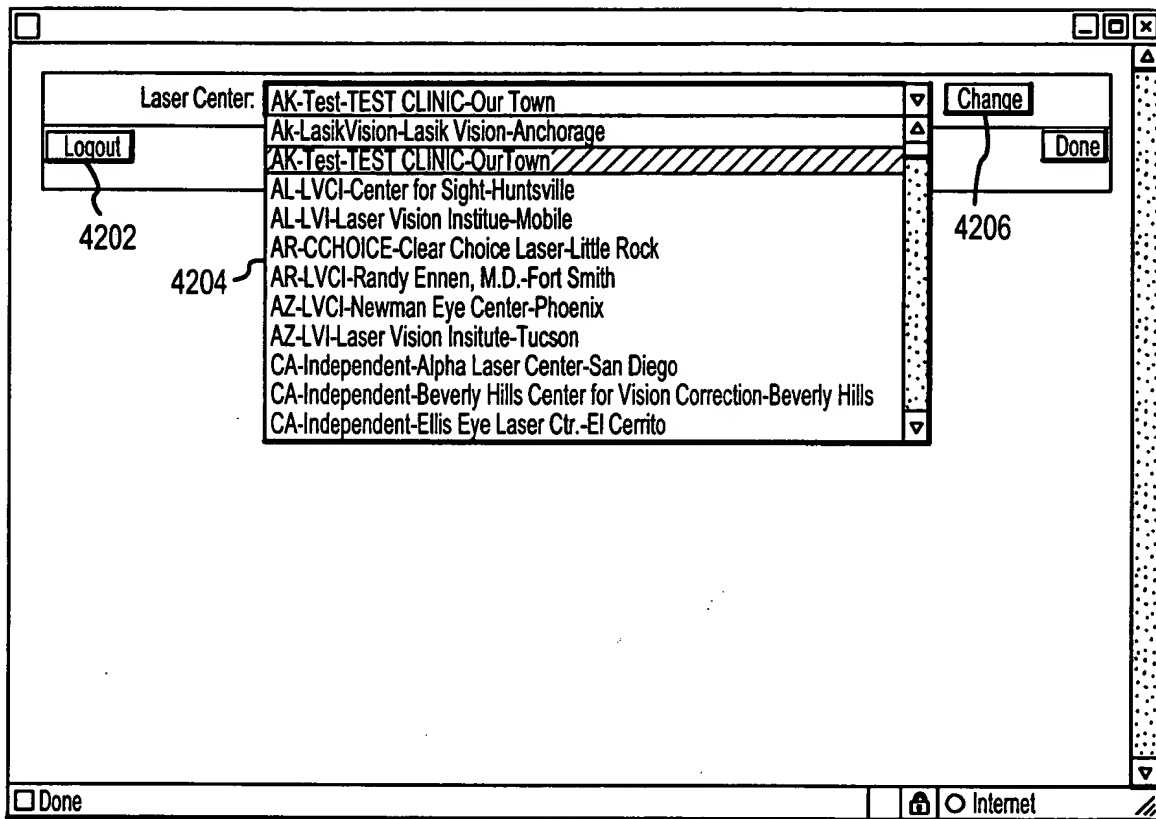 Laser Center: AK-Test-TEST CLINIC-Our Town Change
Ak-LasikVision-Lasik Vision-Anchorage
Logout Done
AK-Test-TEST CLINIC-OurTown
AL-LVCI-Center for Sight-Huntsville
AL-LVI-Laser Vision Institue-Mobile
4202 4206
AR-CCHOICE-Clear Choice Laser-Little Rock
4204
AR-LVCI-Randy Ennen, M.D.-Fort Smith
AZ-LVCI-Newman Eye Center-Phoenix
AZ-LVI-Laser Vision Insitute-Tucson
CA-Independent-Alpha Laser Center-San Diego
CA-Independent-Beverly Hills Center for Vision Correction-Beverly Hills
CA-Independent-Ellis Eye Laser Ctr.-El Cerrito
Done Internet